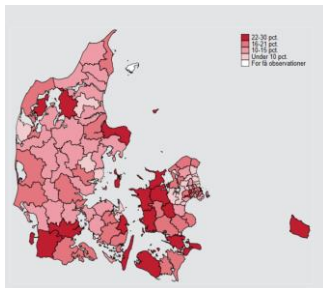 22-30 pct.
16-21 pct.
10-15 pct.
Under 10 pct.
For få observationer